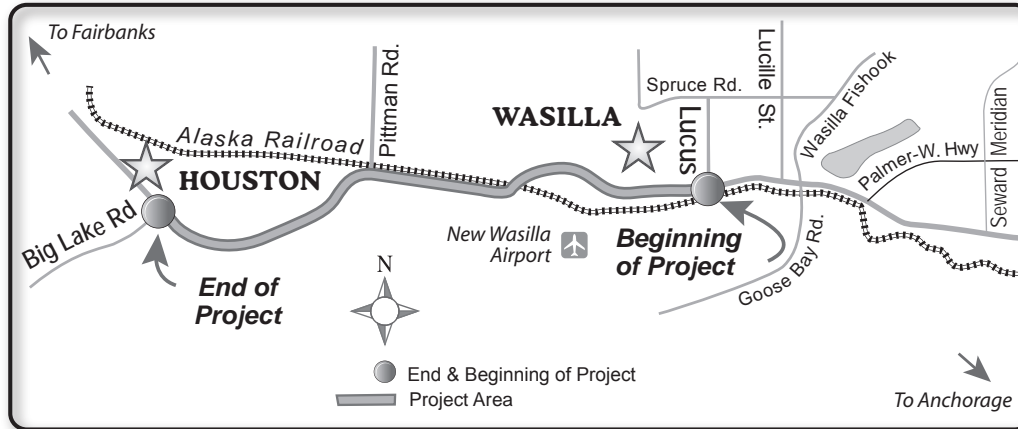 To Fairbanks
Alaska Railroad
Pittman Rd.
HOUSTON
Big Lake Rd
End of
Project
WASILLA
Spruce Rd.
Lucus
Lucille St.
Wasilla Fishook
Palmer-W. Hwy
Seward Meridian
New Wasilla
Airport
Beginning
of Project
Goose Bay Rd.
N
End & Beginning of Project
Project Area
To Anchorage